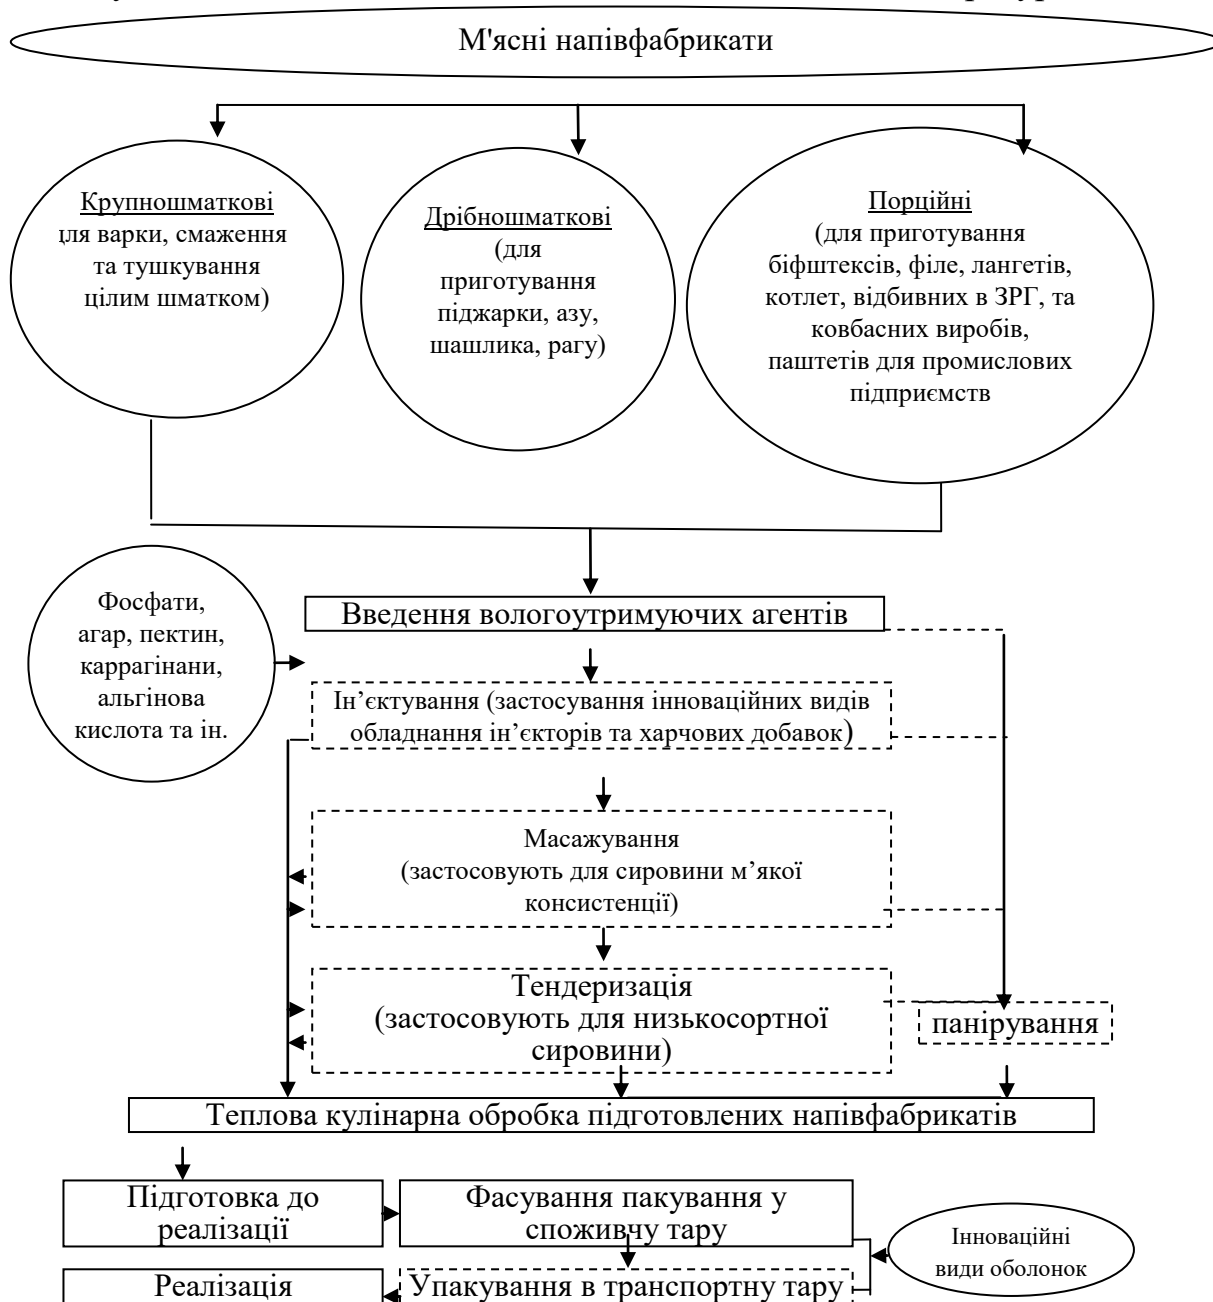 М'ясні напівфабрикати
Крупношматкові
для варки, смаження
та тушкування
цілим шматком)
Дрібношматкові
(для
приготування
піджарки, азу,
шашлика, рагу)
Порційні
(для приготування
біфштексів, філе, лангетів,
котлет, відбивних в ЗРГ, та
ковбасних виробів,
паштетів для промислових
підприємств
Фосфати,
агар, пектин,
каррагінани,
альгінова
кислота та ін.
Введення вологоутримуючих агентів
Ін’єктування (застосування інноваційних видів
обладнання ін’єкторів та харчових добавок)
Масажування
(застосовують для сировини м’якої
консистенції)
Тендеризація
(застосовують для низькосортної
сировини)
панірування
Теплова кулінарна обробка підготовлених напівфабрикатів
Підготовка до
реалізації
Фасування пакування у
споживчу тару
Інноваційні
види оболонок
Реалізація
Упакування в транспортну тару